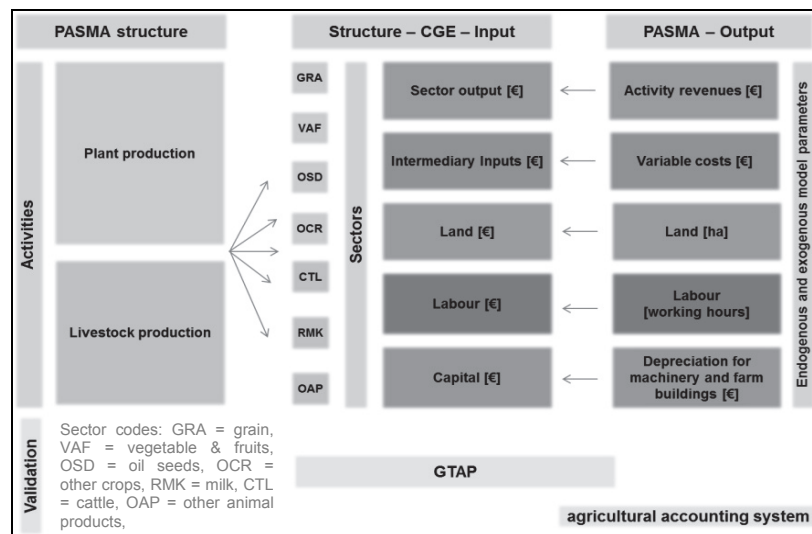 PASMA structure
Structure – CGE – Input
PASMA – Output
Activities
Plant production
Livestock production
GRA
VAF
OSD
OCR
CTL
RMK
OAP
Sectors
Sector output [€]
Intermediary Inputs [€]
Land [€]
Labour [€]
Capital [€]
Activity revenues [€]
Variable costs [€]
Land [ha]
Labour
[working hours]
Depreciation for
machinery and farm
buildings [€]
Endogenous and exogenous model parameters
Validation
Sector codes: GRA = grain,
VAF = vegetable & fruits,
OSD = oil seeds, OCR =
other crops, RMK = milk, CTL
= cattle, OAP = other animal
products,
GTAP
agricultural accounting system